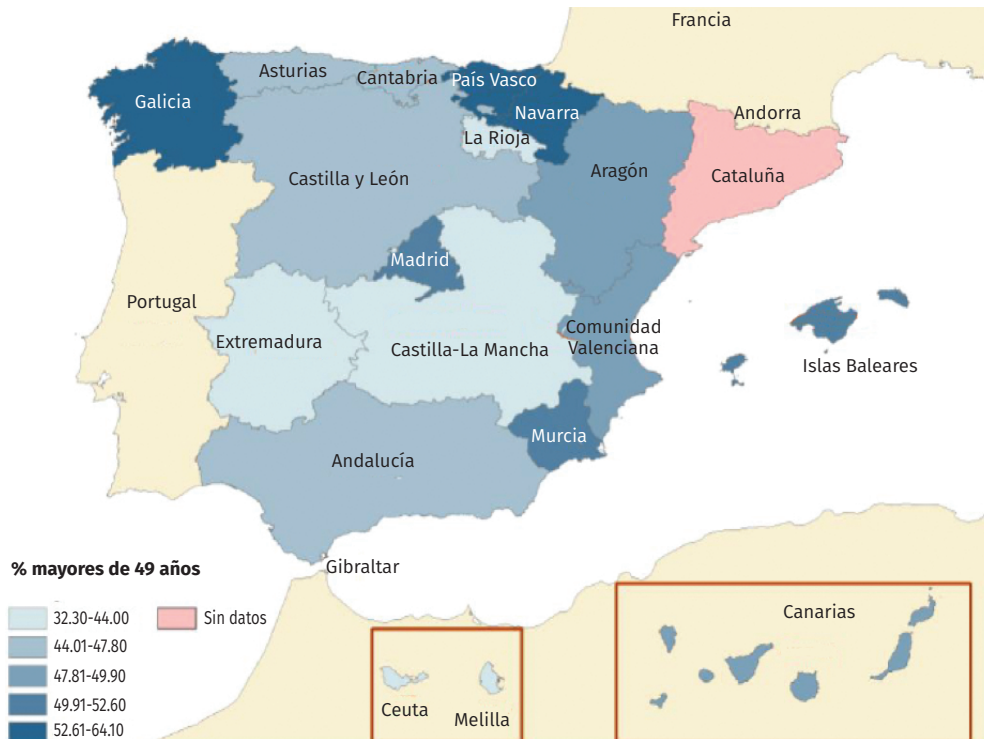 Francia
Asturias
Cantabria
País Vasco
Galicia
Navarra
Andorra
La Rioja
Castilla y León
Aragón
Cataluña
Madrid
Portugal
Extremadura
Castilla-La Mancha
Comunidad
Valenciana
Islas Baleares
Murcia
Andalucía
Gibraltar
% mayores de 49 años
32.30-44.00
Sin datos
44.01-47.80
47.81-49.90
49.91-52.60
52.61-64.10
Ceuta
Melilla
Canarias